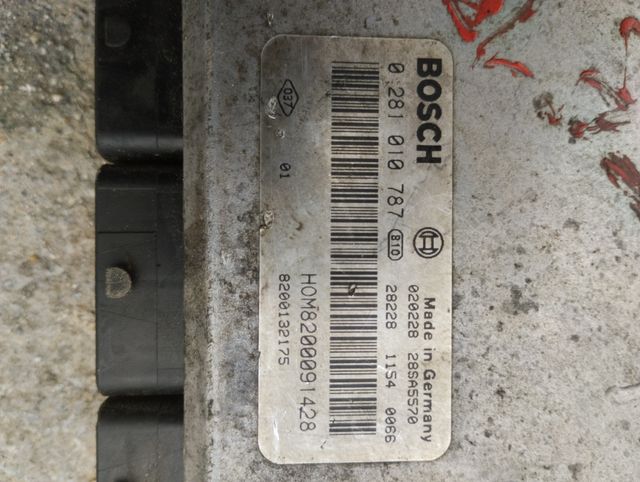 BOSCH
0 281 010 787 B10
Made in Germany
020228 28SA5570
28228 1154 0066
HOM8200091428
8200132175
037
01